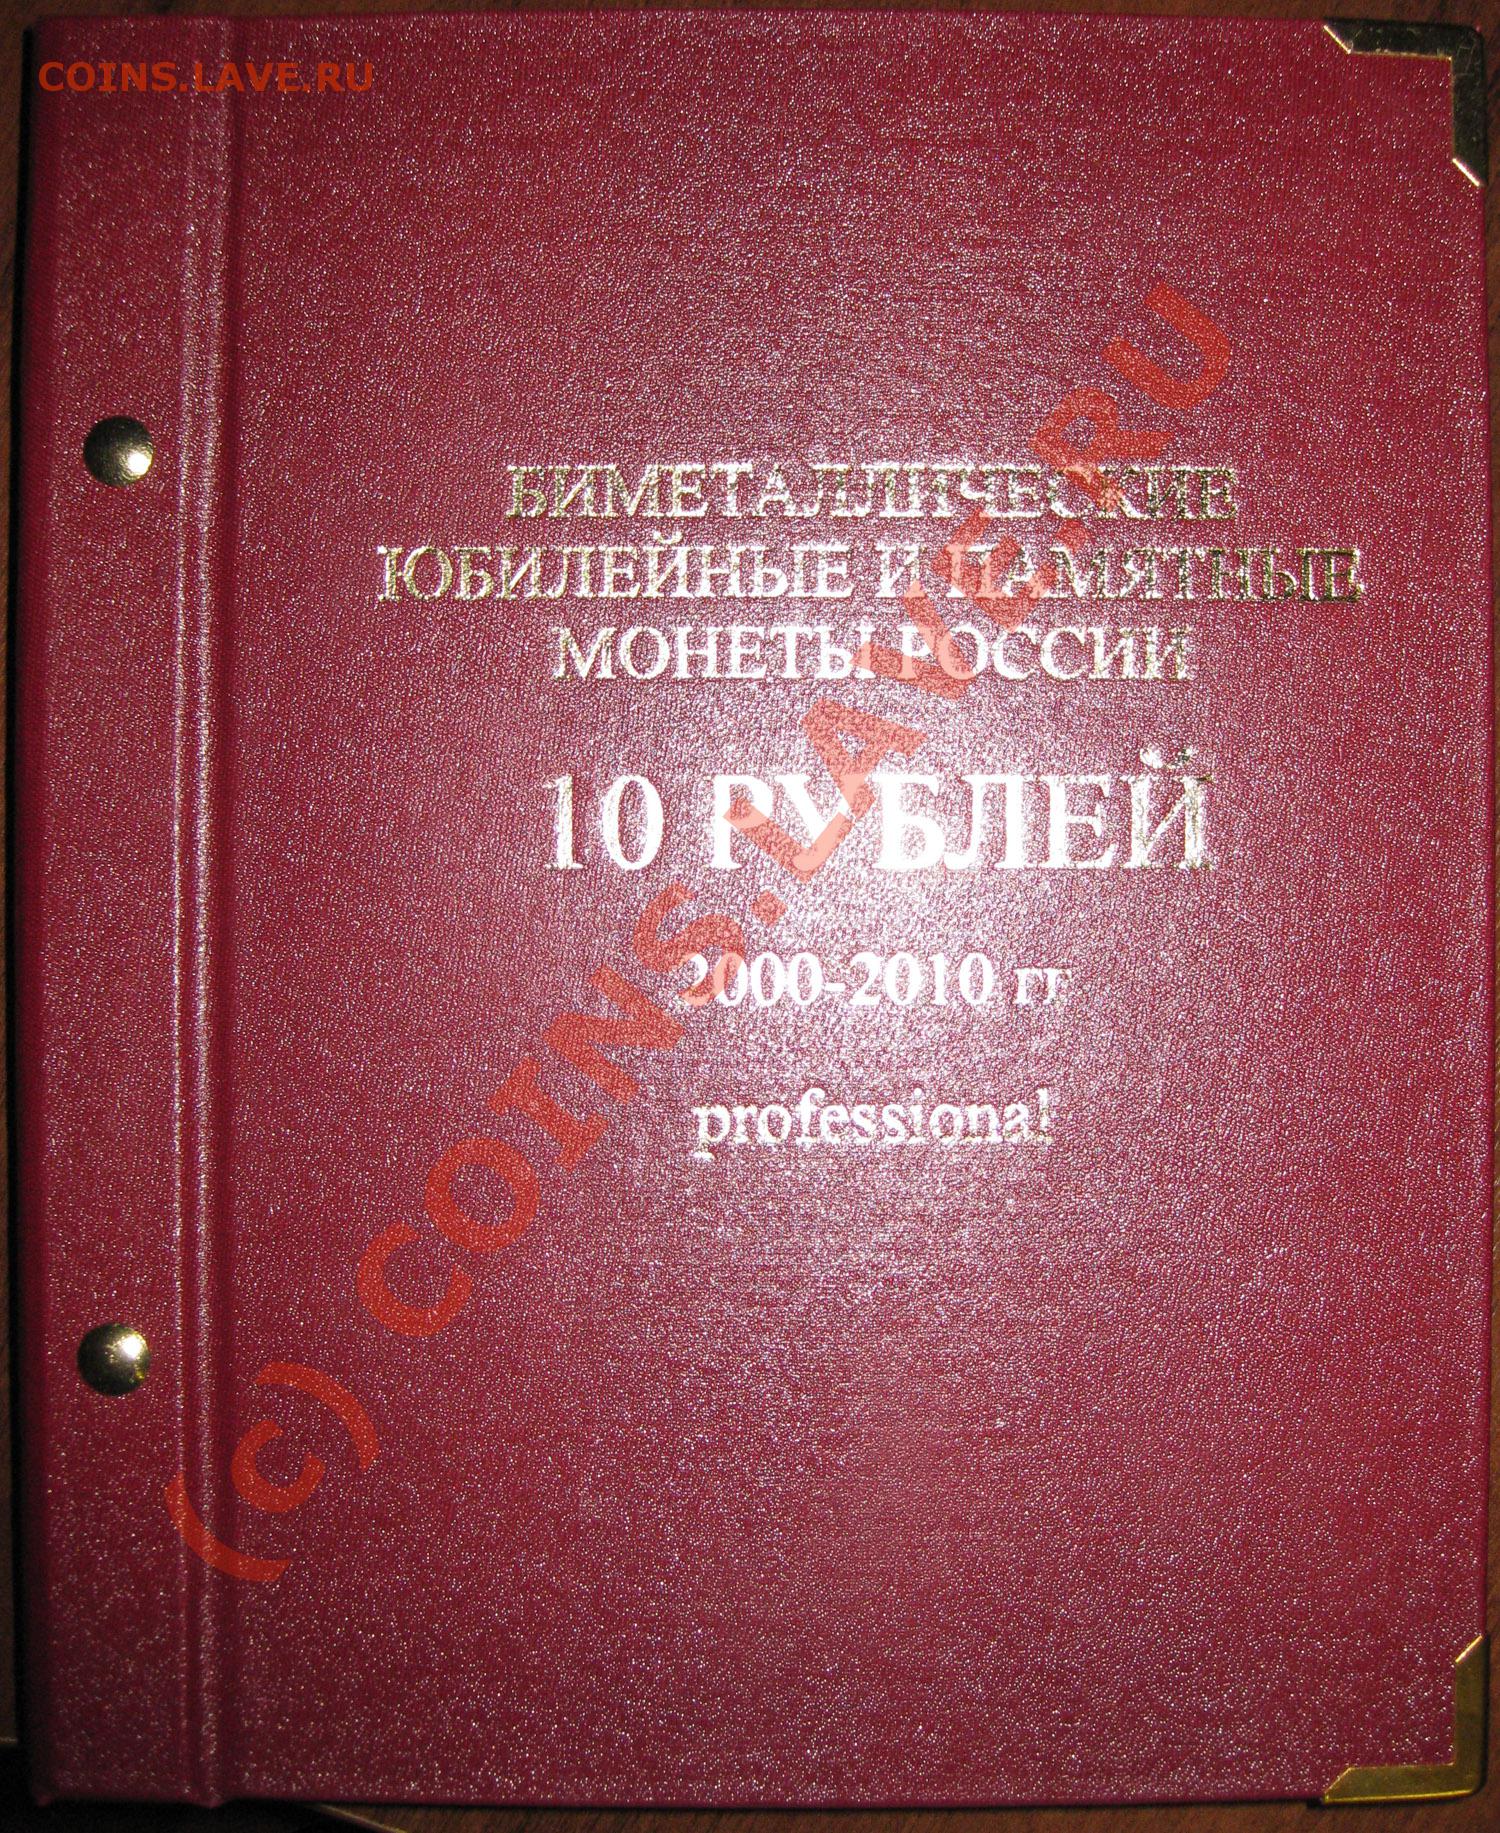 COINS.LAVE.RU
БИМЕТАЛЛИЧЕСКИЕ
ЮБИЛЕЙНЫЕ И ПАМЯТНЫЕ
МОНЕТЫ РОССИИ
10 РУБЛЕЙ
2000-2010 гг
professional
(c) COINS.LAVE.RU